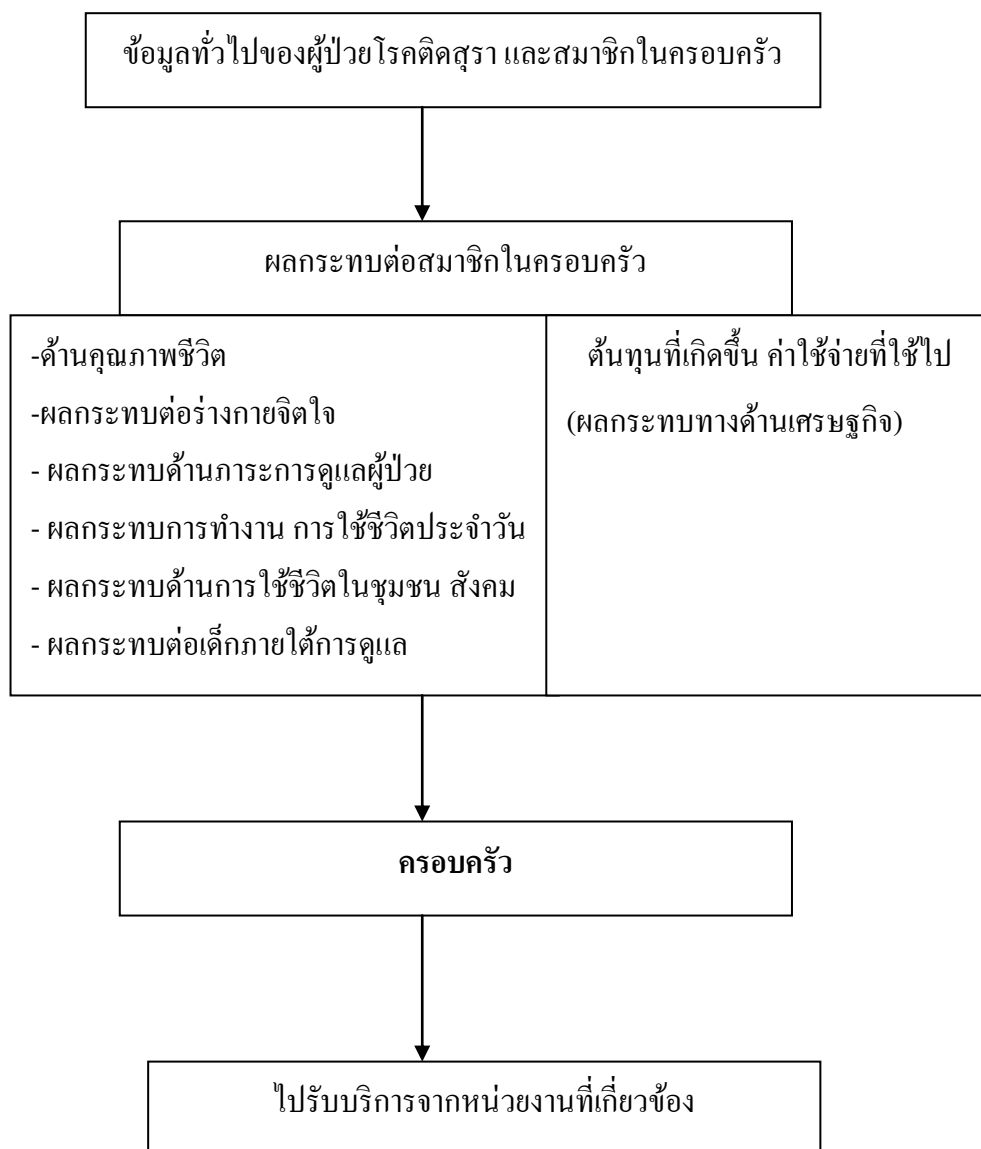 ข้อมูลทั่วไปของผู้ป่วยโรคติดสุรา และสมาชิกในครอบครัว
ผลกระทบต่อสมาชิกในครอบครัว
-ด้านคุณภาพชีวิต
-ผลกระทบต่อร่างกายจิตใจ
- ผลกระทบด้านภาระการดูแลผู้ป่วย
- ผลกระทบการทำงาน การใช้ชีวิตประจำวัน
- ผลกระทบด้านการใช้ชีวิตในชุมชน สังคม
- ผลกระทบต่อเด็กภายใต้การดูแล
ต้นทุนที่เกิดขึ้น ค่าใช้จ่ายที่ใช้ไป
(ผลกระทบทางด้านเศรษฐกิจ)
ครอบครัว
ไปรับบริการจากหน่วยงานที่เกี่ยวข้อง